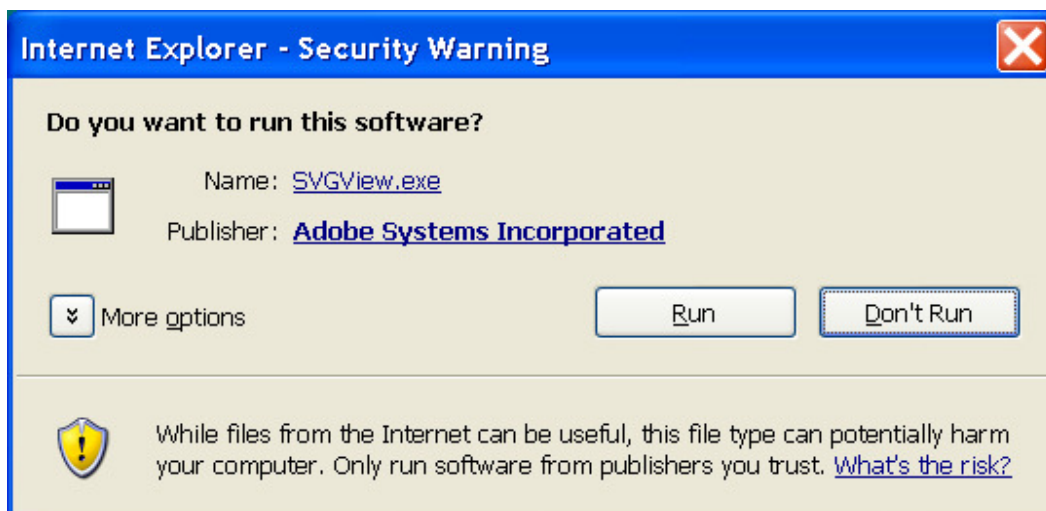 Internet Explorer - Security Warning
Do you want to run this software?
Name: SVGView.exe
Publisher: Adobe Systems Incorporated
More options
Run
Don't Run
While files from the Internet can be useful, this file type can potentially harm
your computer. Only run software from publishers you trust. What's the risk?